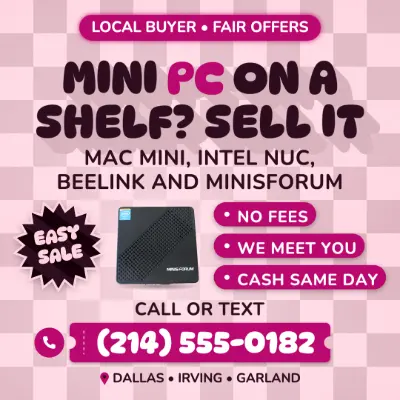 LOCAL BUYER • FAIR OFFERS
MINI PC ON A
SHELF? SELL IT
MAC MINI, INTEL NUC,
BEELINK AND MINISFORUM
EASY
SALE
MINISFORUM
• NO FEES
• WE MEET YOU
• CASH SAME DAY
CALL OR TEXT
(214) 555-0182
DALLAS • IRVING • GARLAND